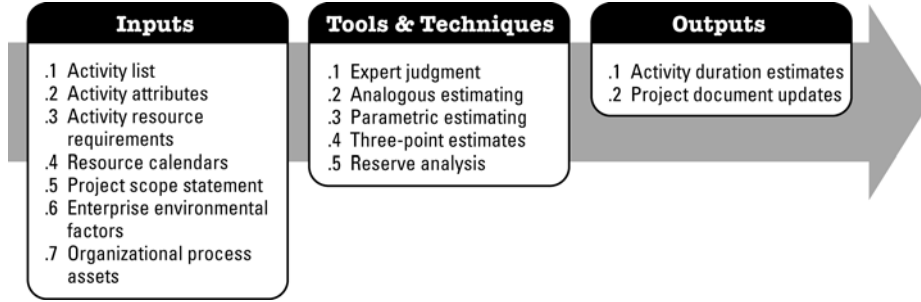 Inputs
.1 Activity list
.2 Activity attributes
.3 Activity resource
requirements
.4 Resource calendars
.5 Project scope statement
.6 Enterprise environmental
factors
.7 Organizational process
assets
Tools & Techniques
.1 Expert judgment
.2 Analogous estimating
.3 Parametric estimating
.4 Three-point estimates
.5 Reserve analysis
Outputs
.1 Activity duration estimates
.2 Project document updates